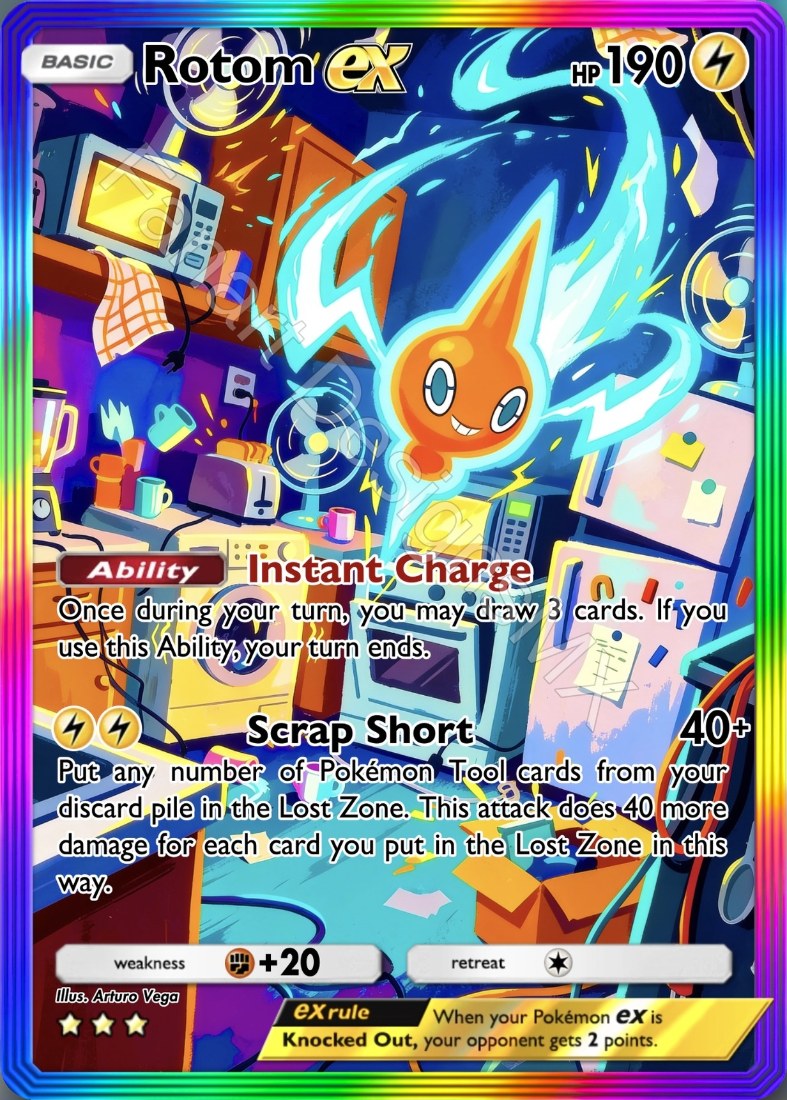 BASIC
Rotom ex
HP 190
Fanart DesignsMX
Ability Instant Charge
Once during your turn, you may draw 3 cards. If you
use this Ability, your turn ends.
Scrap Short 40+
Put any number of Pokémon Tool cards from your
discard pile in the Lost Zone. This attack does 40 more
damage for each card you put in the Lost Zone in this
way.
weakness +20 retreat
Illus. Arturo Vega
ex rule When your Pokémon ex is
Knocked Out, your opponent gets 2 points.